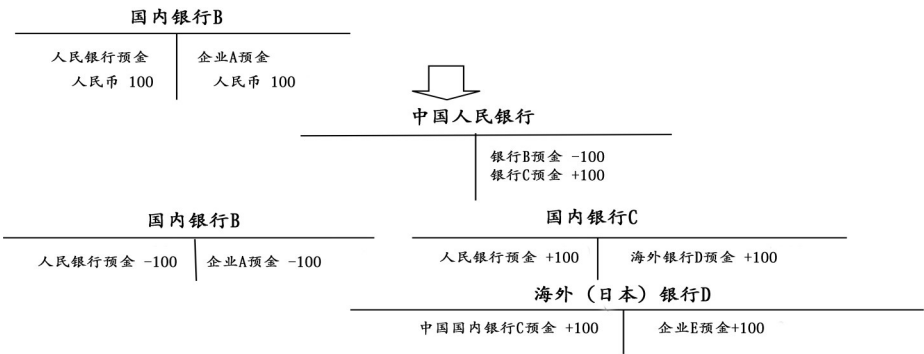 国内银行B
人民银行预金 企业A预金
人民币 100 人民币 100
中国人民银行
银行B预金 -100
银行C预金 +100
国内银行B 国内银行C
人民银行预金 -100 企业A预金 -100 人民银行预金 +100 海外银行D预金 +100
海外（日本）银行D
中国国内银行C预金 +100 企业E预金+100